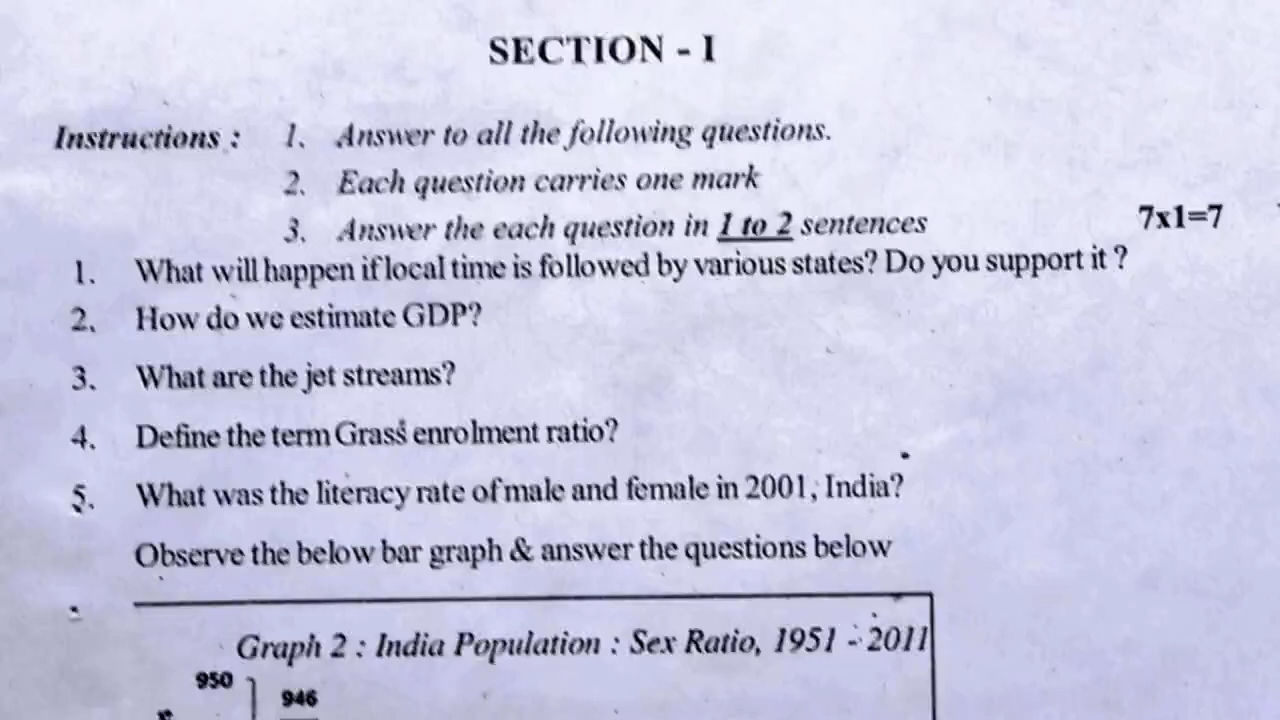 SECTION - I
Instructions : 1. Answer to all the following questions.
2. Each question carries one mark
3. Answer the each question in 1 to 2 sentences 7x1=7
1. What will happen if local time is followed by various states? Do you support it ?
2. How do we estimate GDP?
3. What are the jet streams?
4. Define the term Grass enrolment ratio?
5. What was the literacy rate of male and female in 2001, India?
Observe the below bar graph & answer the questions below
Graph 2 : India Population : Sex Ratio, 1951 - 2011
950
946